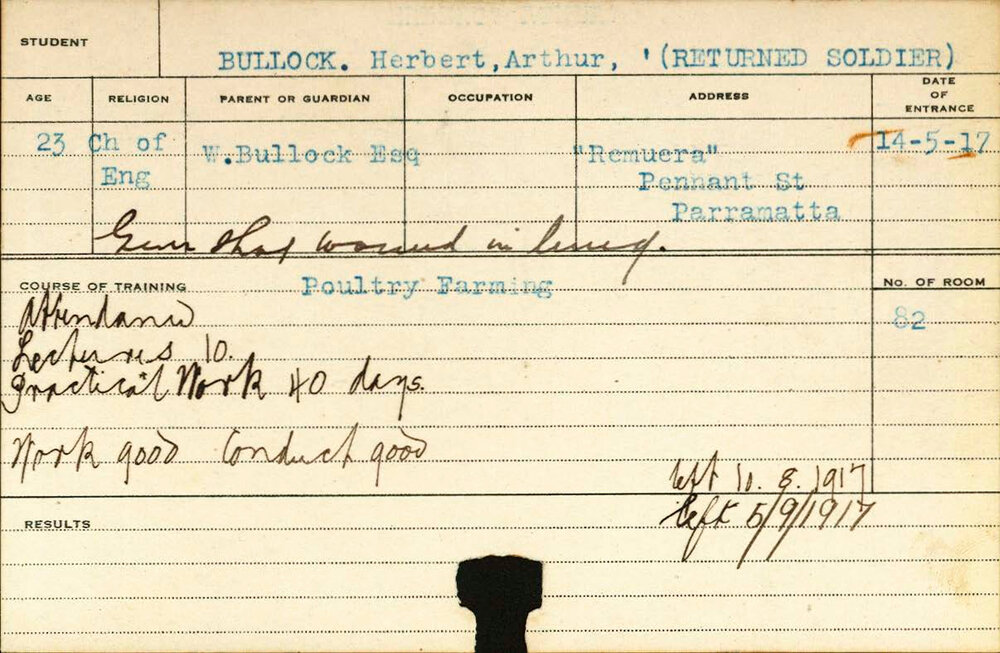 STUDENT
BULLOCK. Herbert,Arthur, '(RETURNED SOLDIER)
AGE RELIGION PARENT OR GUARDIAN OCCUPATION ADDRESS DATE OF ENTRANCE
23 Ch of Eng W.Bullock Esq "Remuera" 14-5-17
Pennant St
Parramatta
Gun shot wound in lung.
COURSE OF TRAINING Poultry Farming No. OF ROOM
82
Attendance
Lectures 10.
Practical Work 40 days.
Work good Conduct good
left 10. 8. 1917
left 5/9/1917
RESULTS